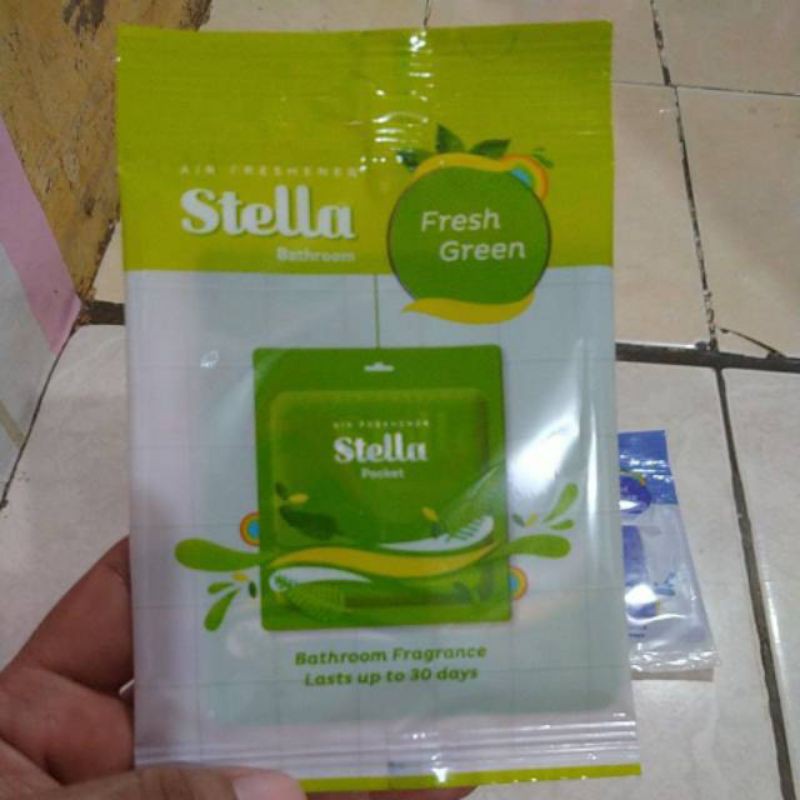 AIR FRESHENER
Stella
Bathroom
Fresh
Green
AIR FRESHENER
Stella
Pocket
Bathroom Fragrance
Lasts up to 30 days